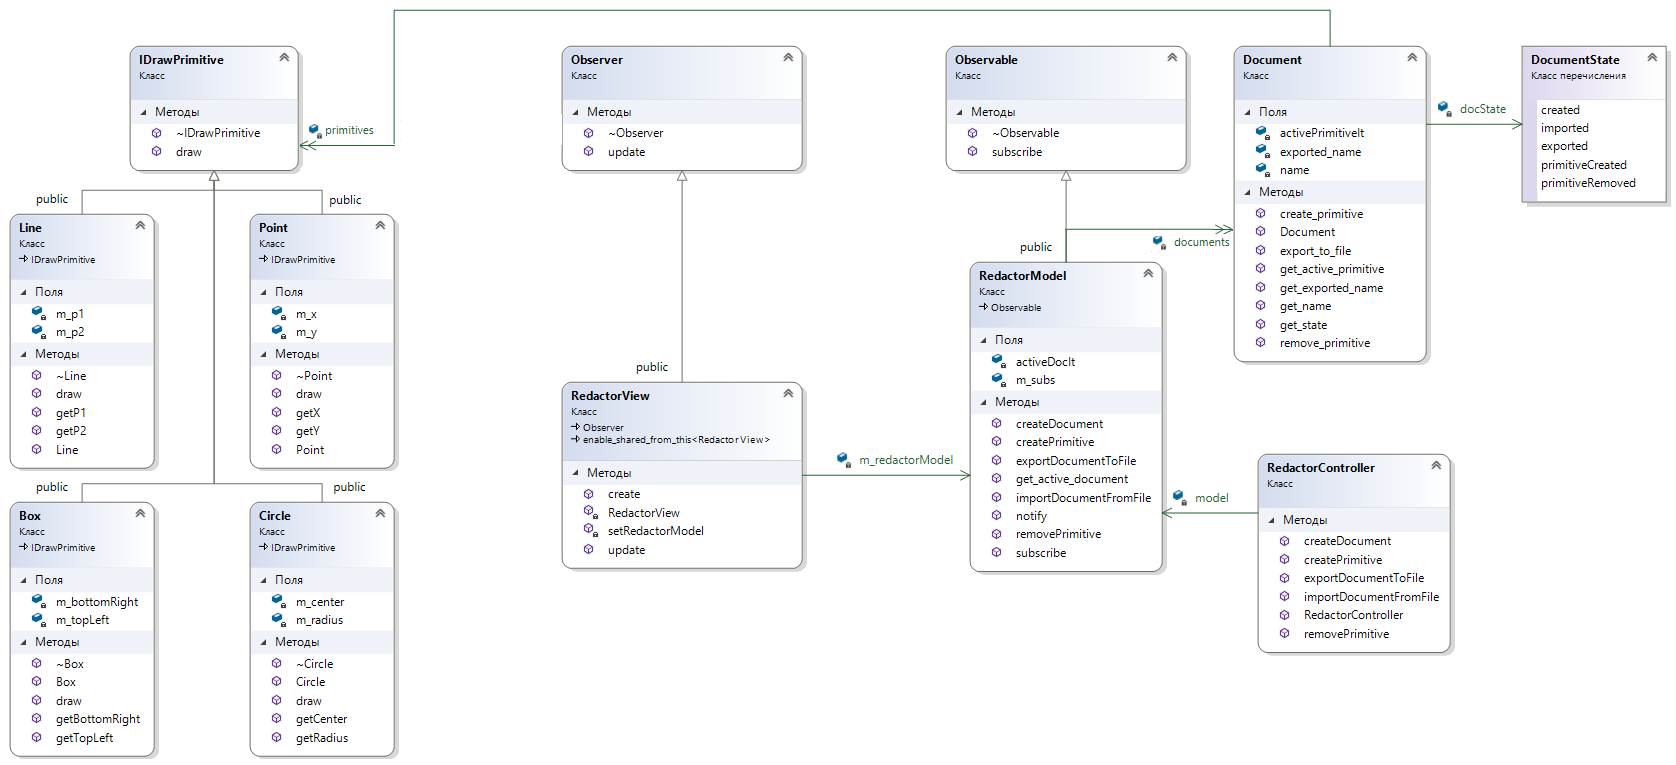 IDrawPrimitive
Класс
Методы
~IDrawPrimitive
draw
primitives
Observer
Класс
Методы
~Observer
update
Observable
Класс
Методы
~Observable
subscribe
Document
Класс
Поля
activePrimitiveIt
exported_name
name
Методы
create_primitive
Document
export_to_file
get_active_primitive
get_exported_name
get_name
get_state
remove_primitive
docState
DocumentState
Класс перечисления
created
imported
exported
primitiveCreated
primitiveRemoved
public
public
Line
Класс
IDrawPrimitive
Поля
m_p1
m_p2
Методы
~Line
draw
getP1
getP2
Line
Point
Класс
IDrawPrimitive
Поля
m_x
m_y
Методы
~Point
draw
getX
getY
Point
public
documents
RedactorModel
Класс
Observable
Поля
activeDocIt
m_subs
Методы
createDocument
createPrimitive
exportDocumentToFile
get_active_document
importDocumentFromFile
notify
removePrimitive
subscribe
public
RedactorView
Класс
Observer
enable_shared_from_this<RedactorView>
Методы
create
RedactorView
setRedactorModel
update
m_redactorModel
model
RedactorController
Класс
Методы
createDocument
createPrimitive
exportDocumentToFile
importDocumentFromFile
RedactorController
removePrimitive
public
public
Box
Класс
IDrawPrimitive
Поля
m_bottomRight
m_topLeft
Методы
~Box
Box
draw
getBottomRight
getTopLeft
Circle
Класс
IDrawPrimitive
Поля
m_center
m_radius
Методы
~Circle
Circle
draw
getCenter
getRadius